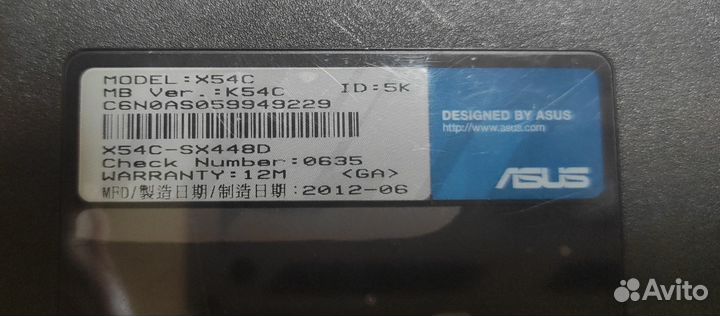 MODEL:X54C
MB Ver.:K54C ID:5K
C6N0AS059949229
X54C-SX448D
Check Number:0635
WARRANTY:12M <GA>
MFD/製造日期/制造日期:2012-06
DESIGNED BY ASUS
http://www.asus.com
ASUS
Avito